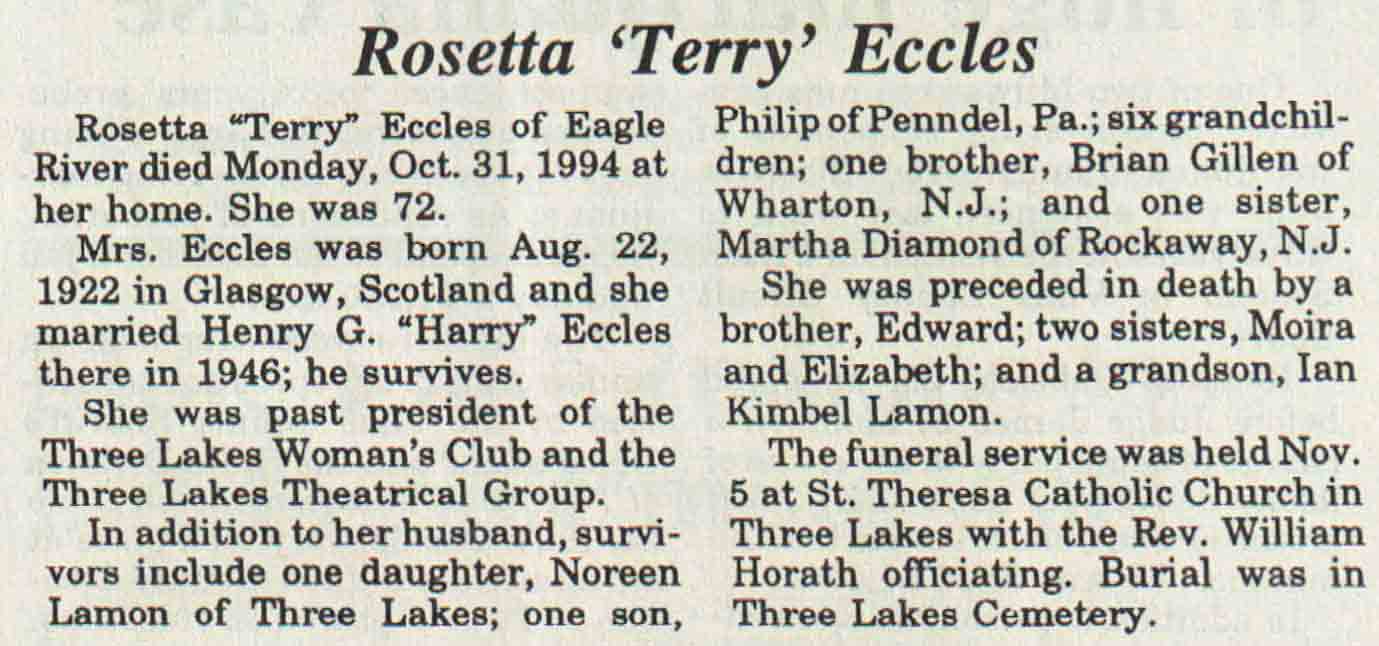 Rosetta ‘Terry’ Eccles
Rosetta “Terry” Eccles of Eagle
River died Monday, Oct. 31, 1994 at
her home. She was 72.
Mrs. Eccles was born Aug. 22,
1922 in Glasgow, Scotland and she
married Henry G. “Harry” Eccles
there in 1946; he survives.
She was past president of the
Three Lakes Woman's Club and the
Three Lakes Theatrical Group.
In addition to her husband, survi-
vors include one daughter, Noreen
Lamon of Three Lakes; one son,
Philip of Penndel, Pa.; six grandchil-
dren; one brother, Brian Gillen of
Wharton, N.J.; and one sister,
Martha Diamond of Rockaway, N.J.
She was preceded in death by a
brother, Edward; two sisters, Moira
and Elizabeth; and a grandson, Ian
Kimbel Lamon.
The funeral service was held Nov.
5 at St. Theresa Catholic Church in
Three Lakes with the Rev. William
Horath officiating. Burial was in
Three Lakes Cemetery.